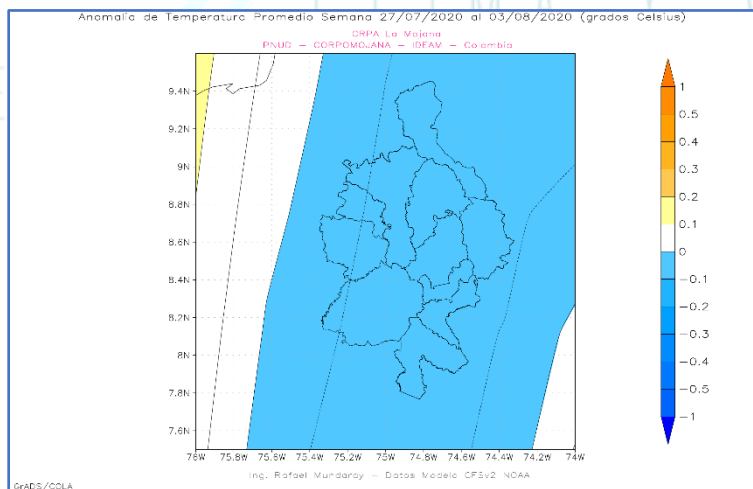 Anomalia de Temperatura Promedio Semana 27/07/2020 al 03/08/2020 (grados Celsius)
CRPA La Mojana
PNUD - CORPOMOJANA - IDEAM - Colombia
9.4N
9.2N
9N
8.8N
8.6N
8.4N
8.2N
8N
7.8N
7.6N
76W 75.8W 75.6W 75.4W 75.2W 75W 74.8W 74.6W 74.4W 74.2W 74W
1
0.5
0.4
0.3
0.2
0.1
0
-0.1
-0.2
-0.3
-0.4
-0.5
-1
Ing. Rafael Mundaray - Datos Modelo CFSv2 NOAA
GrADS/COLA